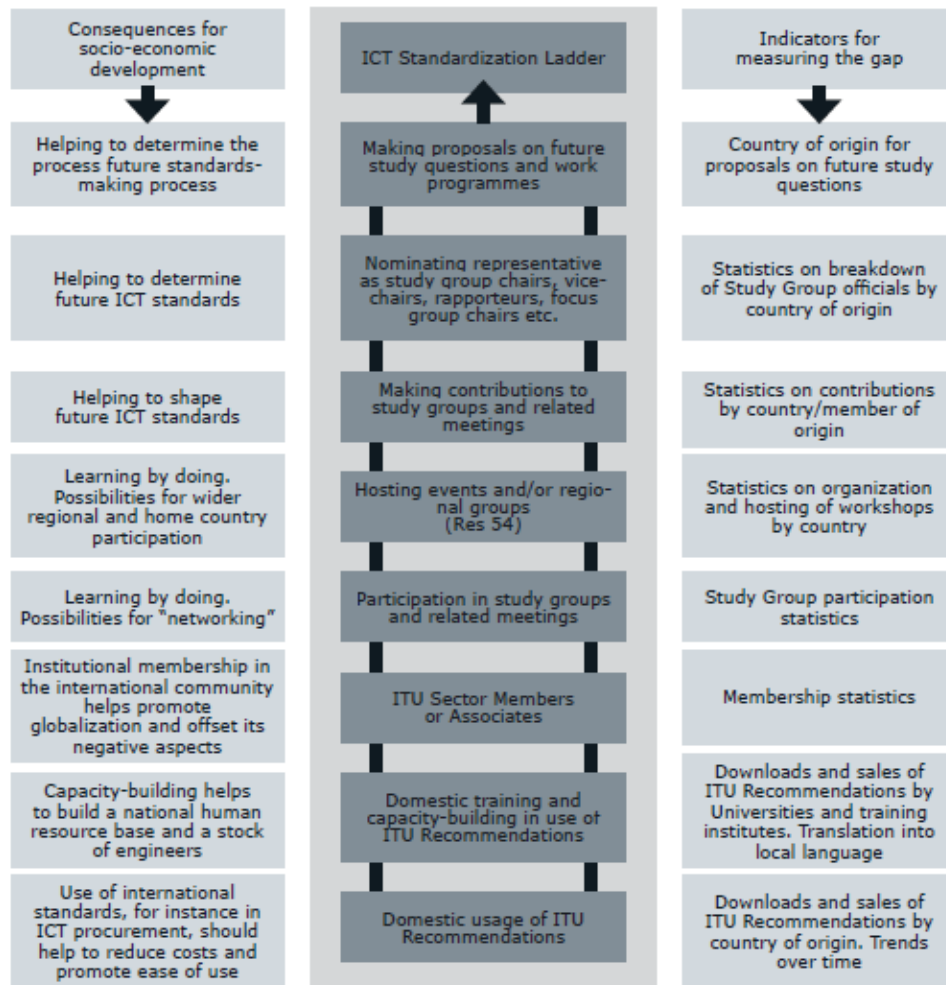 Consequences for
socio-economic
development
ICT Standardization Ladder
Indicators for
measuring the gap
Helping to determine the
process future standards-
making process
Making proposals on future
study questions and work
programmes
Country of origin for
proposals on future study
questions
Helping to determine
future ICT standards
Nominating representative
as study group chairs, vice-
chairs, rapporteurs, focus
group chairs etc.
Statistics on breakdown
of Study Group officials by
country of origin
Helping to shape
future ICT standards
Making contributions to
study groups and related
meetings
Statistics on contributions
by country/member of
origin
Learning by doing.
Possibilities for wider
regional and home country
participation
Hosting events and/or regio-
nal groups
(Res 54)
Statistics on organization
and hosting of workshops
by country
Learning by doing.
Possibilities for “networking”
Participation in study groups
and related meetings
Study Group participation
statistics
Institutional membership in
the international community
helps promote
globalization and offset its
negative aspects
ITU Sector Members
or Associates
Membership statistics
Capacity-building helps
to build a national human
resource base and a stock
of engineers
Domestic training and
capacity-building in use of
ITU Recommendations
Downloads and sales of
ITU Recommendations by
Universities and training
institutes. Translation into
local language
Use of international
standards, for instance in
ICT procurement, should
help to reduce costs and
promote ease of use
Domestic usage of ITU
Recommendations
Downloads and sales of
ITU Recommendations by
country of origin. Trends
over time